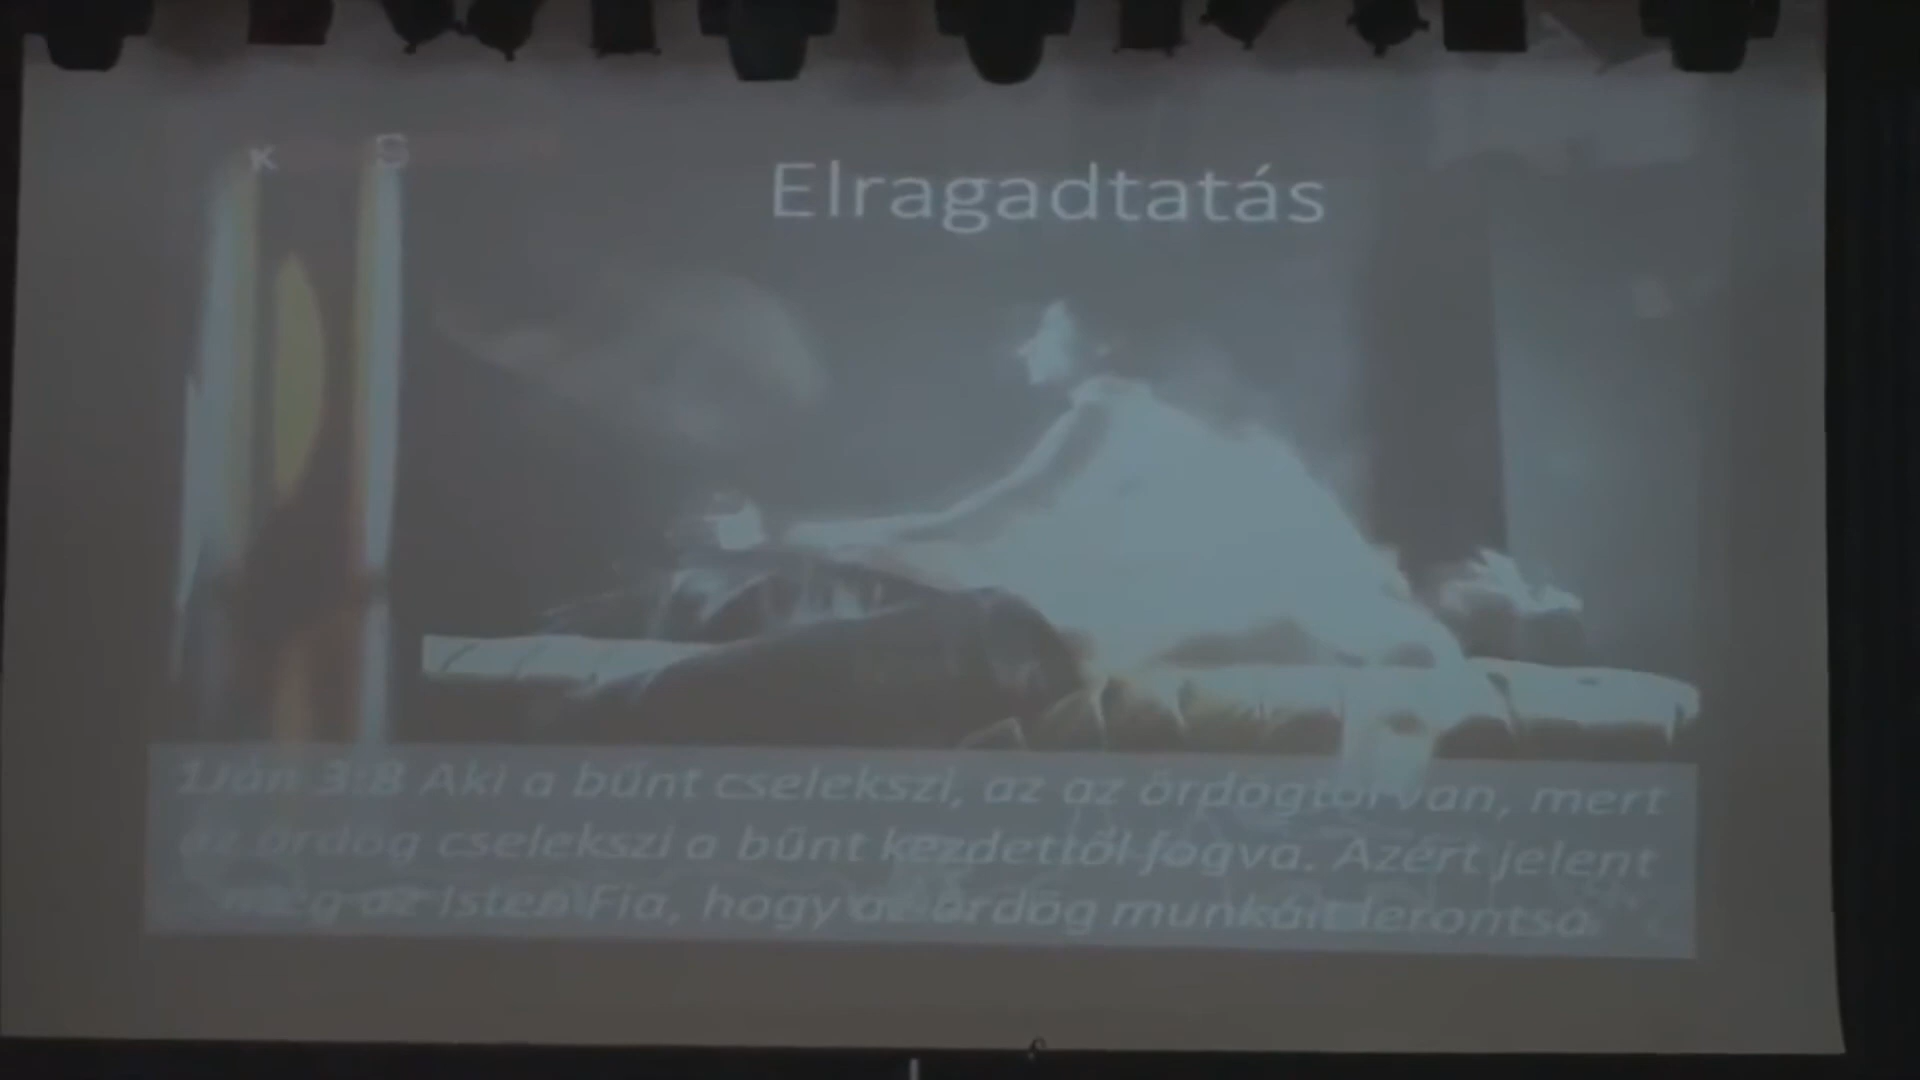 K S
Elragadtatás
1Ján 3:8 Aki a bűnt cselekszi, az az ördögtől van, mert
az ördög cselekszi a bűnt kezdettől fogva. Azért jelent
meg az Isten Fia, hogy az ördög munkáit lerontsa